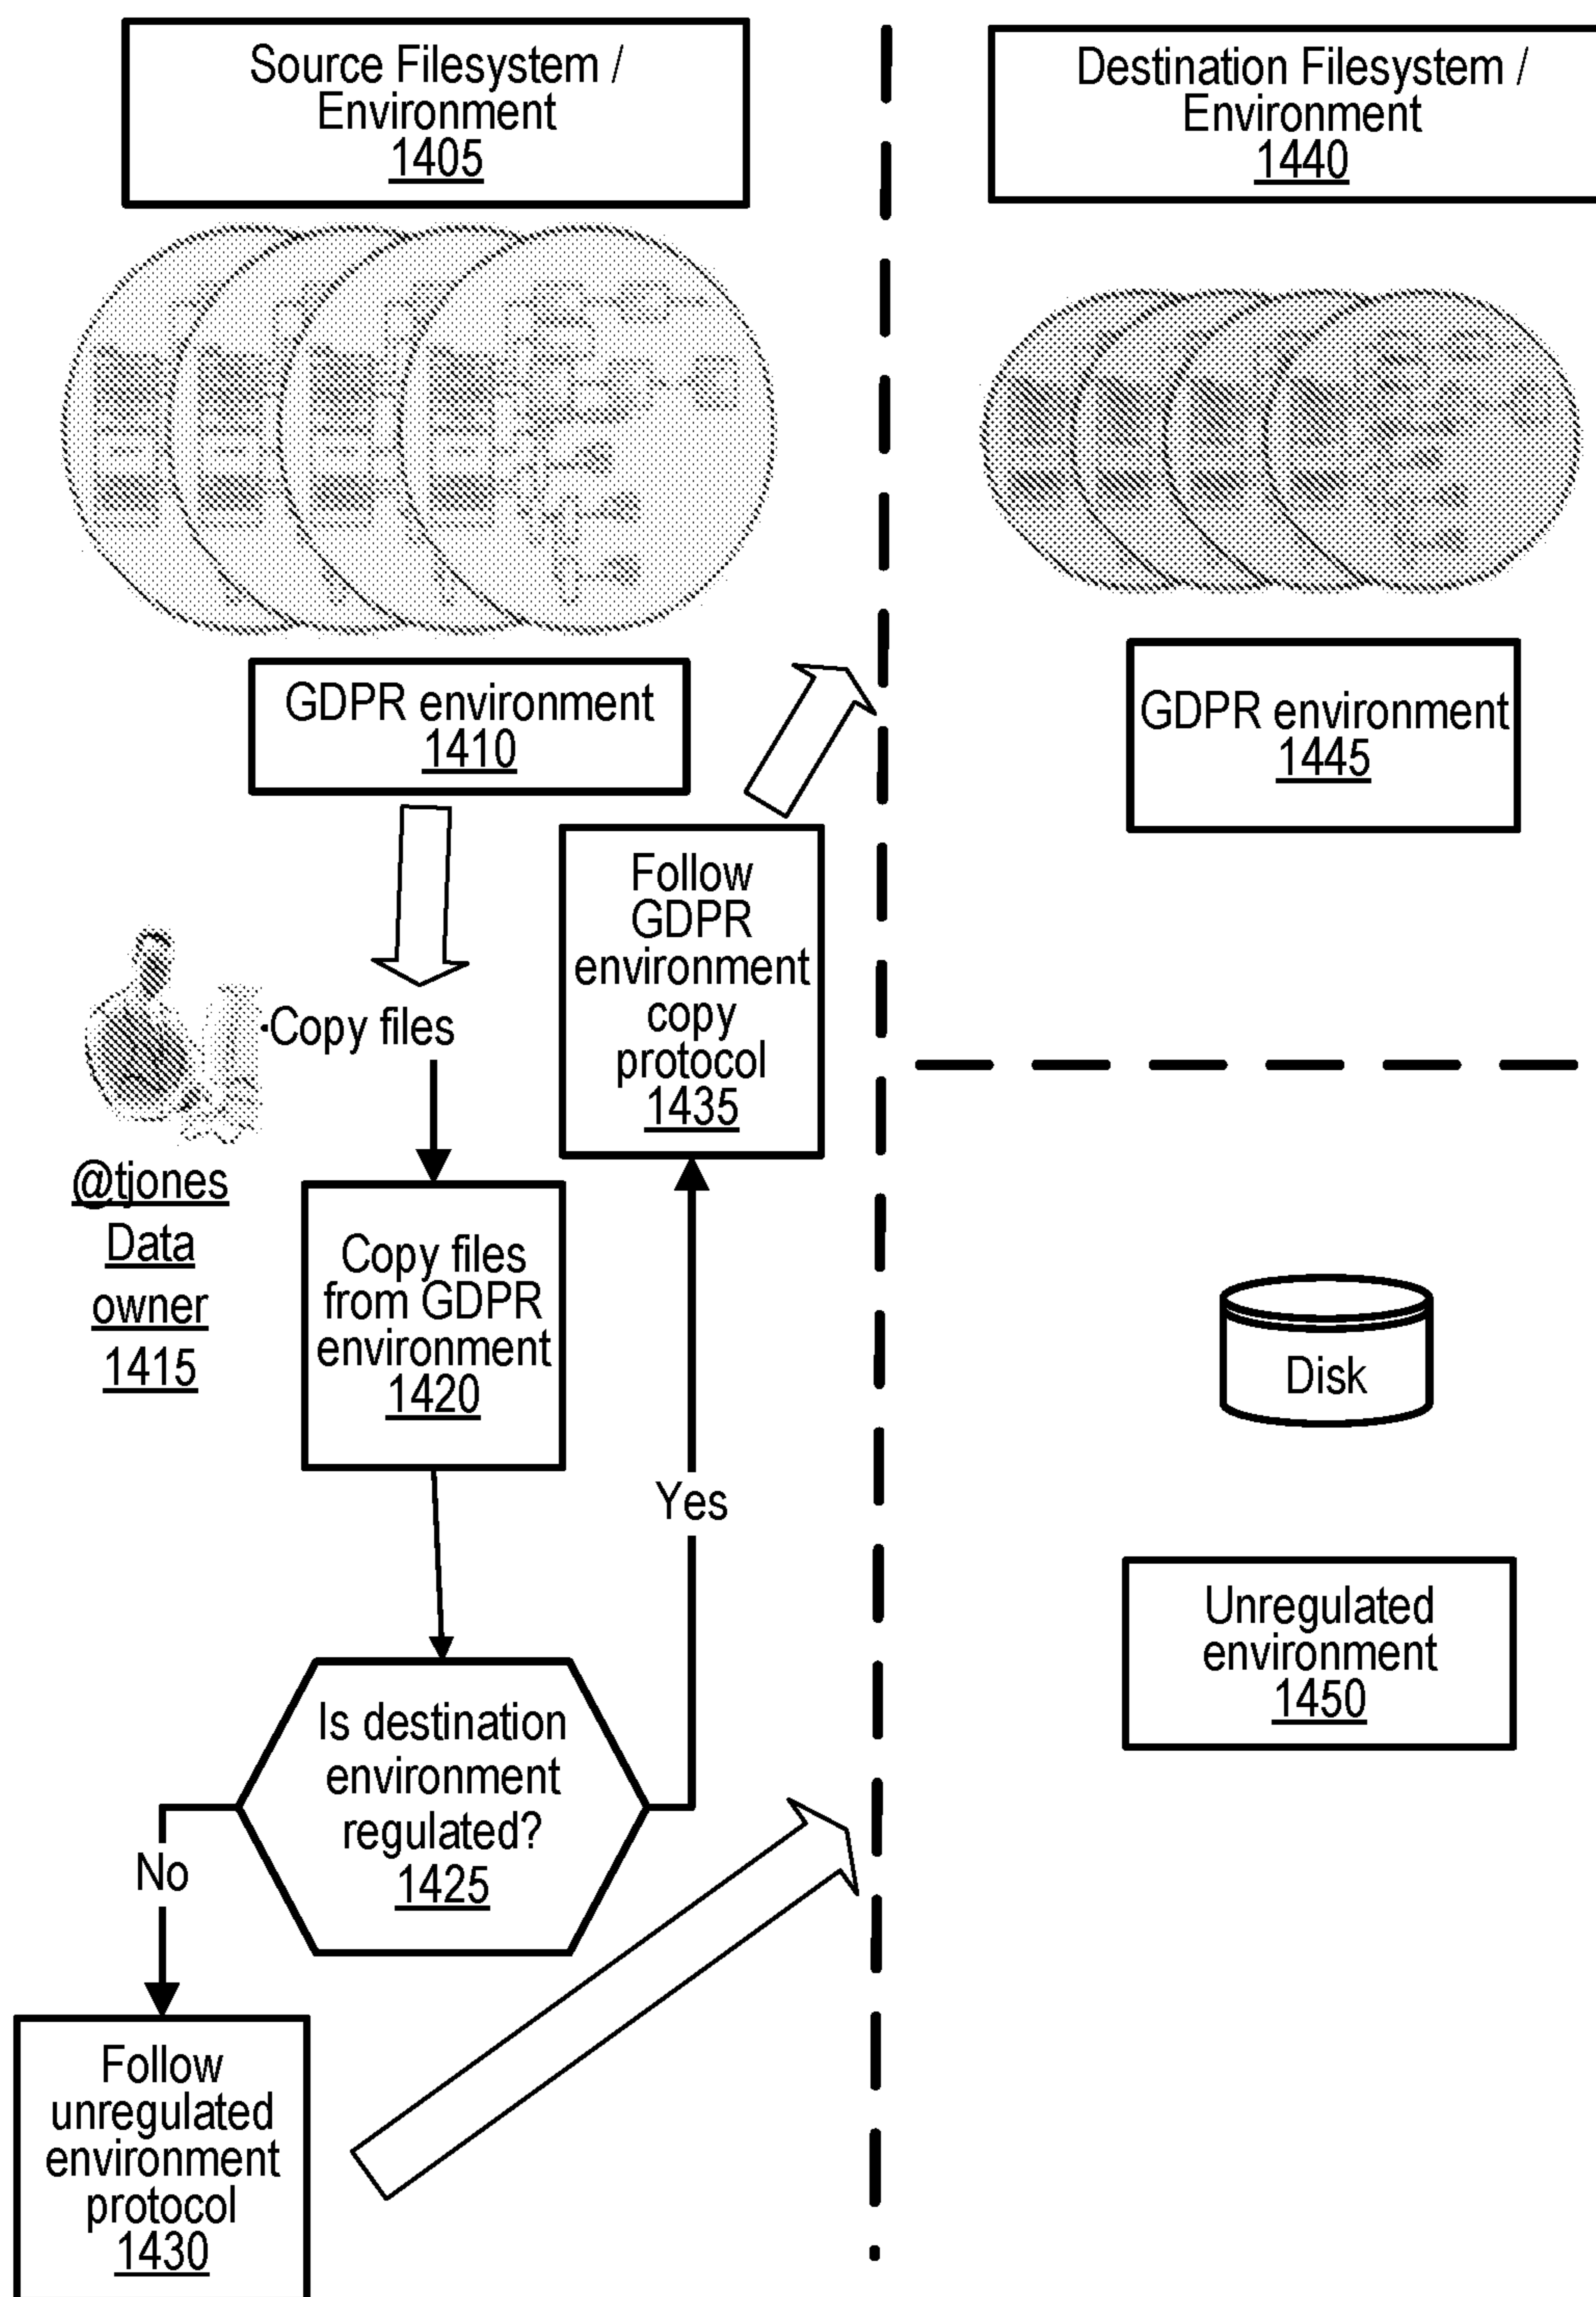 Source Filesystem /
Environment
1405
Destination Filesystem /
Environment
1440
GDPR environment
1410
GDPR environment
1445
Follow
GDPR
environment
copy
protocol
1435
Copy files
@tjones
Data
owner
1415
Copy files
from GDPR
environment
1420
Disk
Yes
Unregulated
environment
1450
Is destination
environment
regulated?
1425
No
Follow
unregulated
environment
protocol
1430